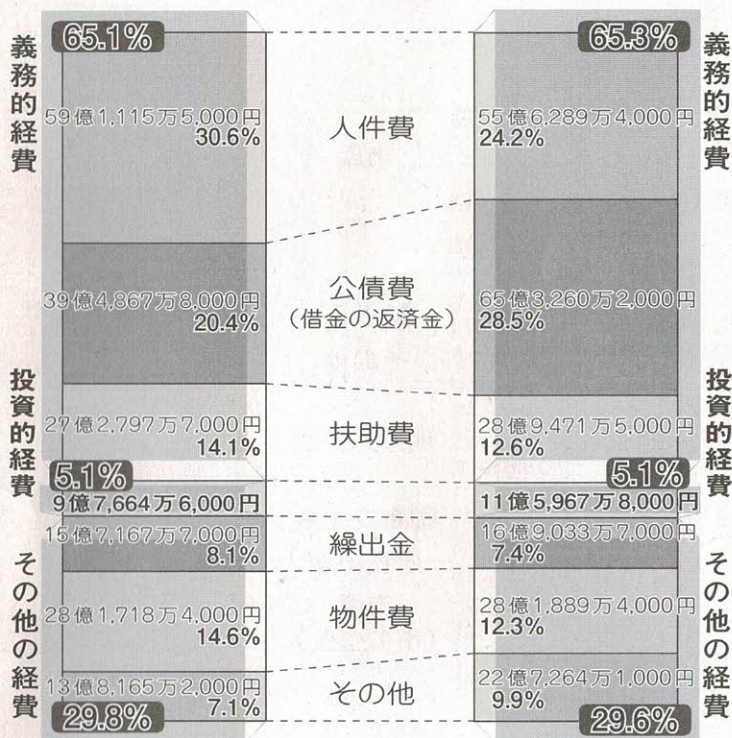 義務的経費
65.1%
59億1,115万5,000円
30.6%
39億4,867万8,000円
20.4%
27億2,797万7,000円
14.1%
投資的経費
5.1%
9億7,664万6,000円
その他の経費
15億7,167万7,000円
8.1%
28億1,718万4,000円
14.6%
13億8,165万2,000円
7.1%
29.8%
人件費
公債費
(借金の返済金)
扶助費
繰出金
物件費
その他
65.3%
義務的経費
55億6,289万4,000円
24.2%
65億3,260万2,000円
28.5%
28億9,471万5,000円
12.6%
5.1%
投資的経費
11億5,967万8,000円
16億9,033万7,000円
7.4%
その他の経費
28億1,889万4,000円
12.3%
22億7,264万1,000円
9.9%
29.6%